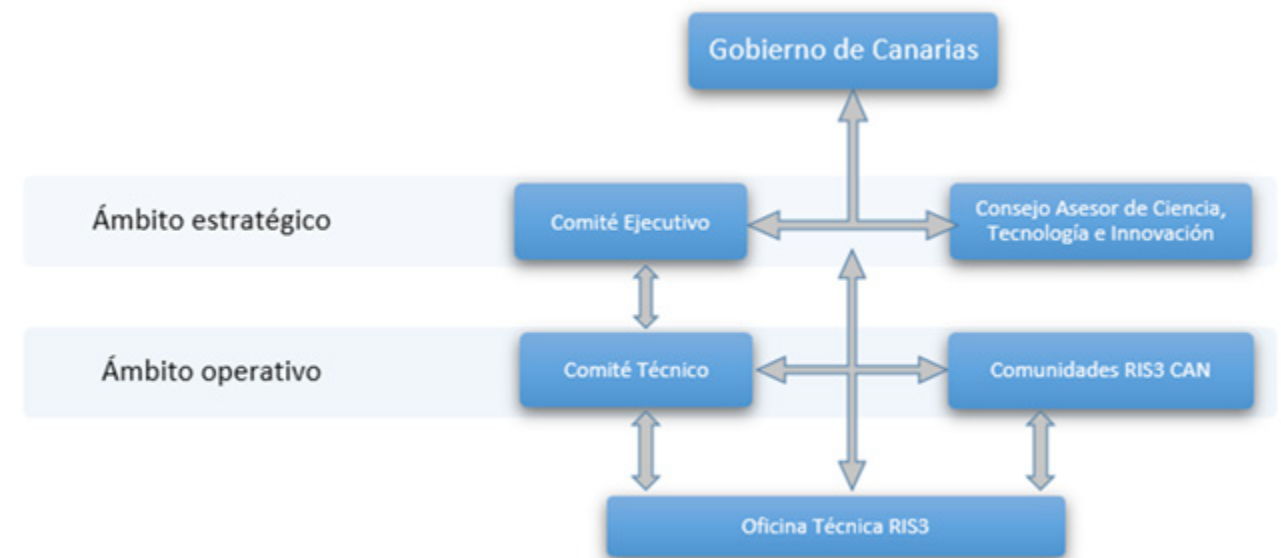 Gobierno de Canarias
Ámbito estratégico
Comité Ejecutivo
Consejo Asesor de Ciencia,
Tecnología e Innovación
Ámbito operativo
Comité Técnico
Comunidades RIS3 CAN
Oficina Técnica RIS3